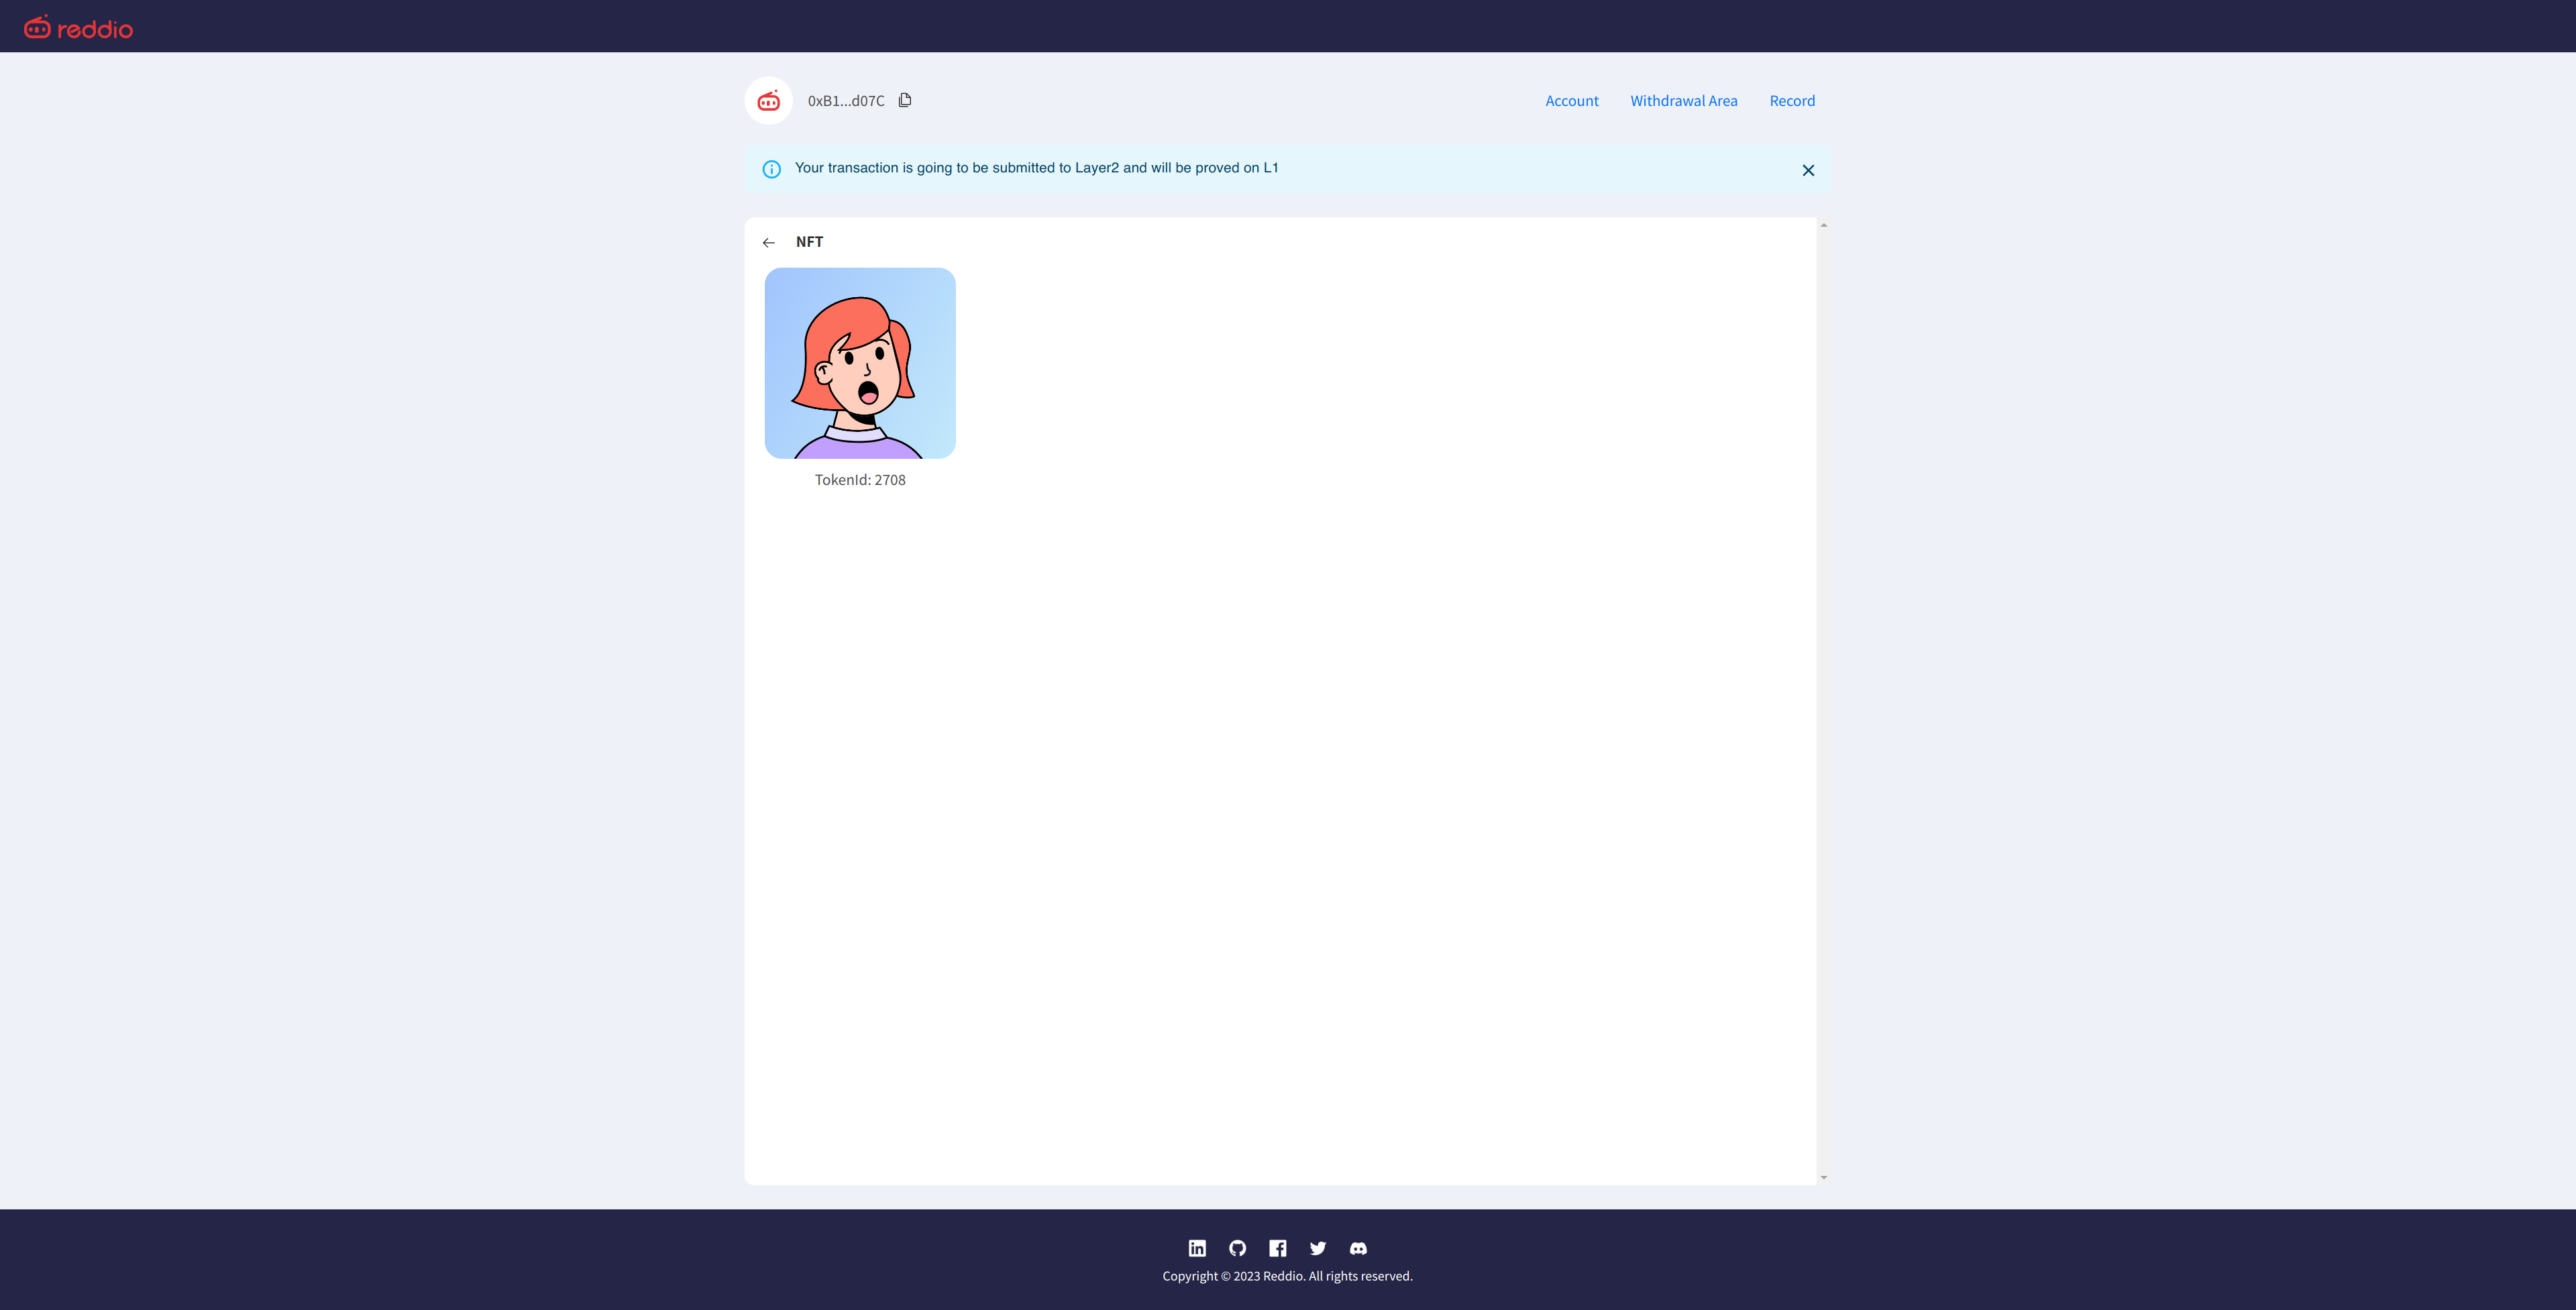 reddio
0xB1...d07C
Account Withdrawal Area Record
Your transaction is going to be submitted to Layer2 and will be proved on L1
NFT
TokenId: 2708
Copyright © 2023 Reddio. All rights reserved.